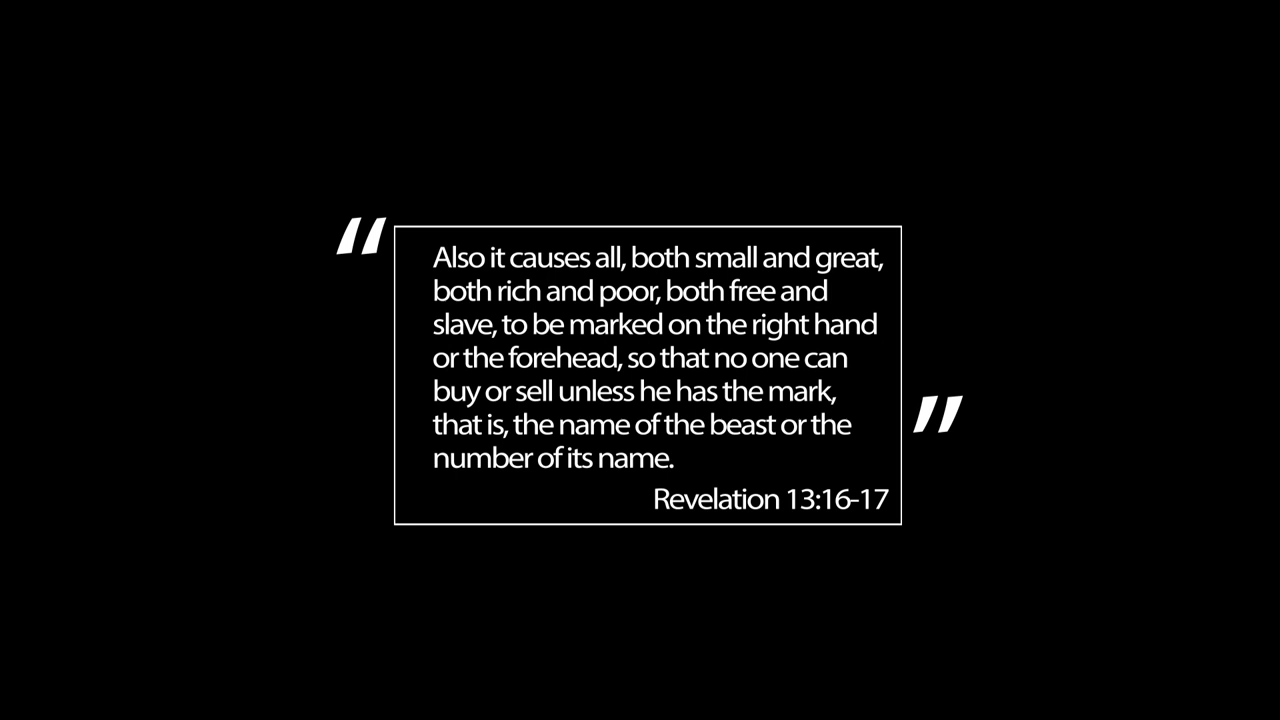 “
Also it causes all, both small and great,
both rich and poor, both free and
slave, to be marked on the right hand
or the forehead, so that no one can
buy or sell unless he has the mark,
that is, the name of the beast or the
number of its name.
”
Revelation 13:16-17